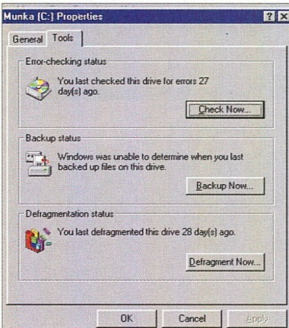 Munka (C:) Properties
General Tools
Error-checking status
You last checked this drive for errors 27
day(s) ago.
Check Now...
Backup status
Windows was unable to determine when you last
backed up files on this drive.
Backup Now...
Defragmentation status
You last defragmented this drive 28 day(s) ago.
Defragment Now...
OK Cancel Apply